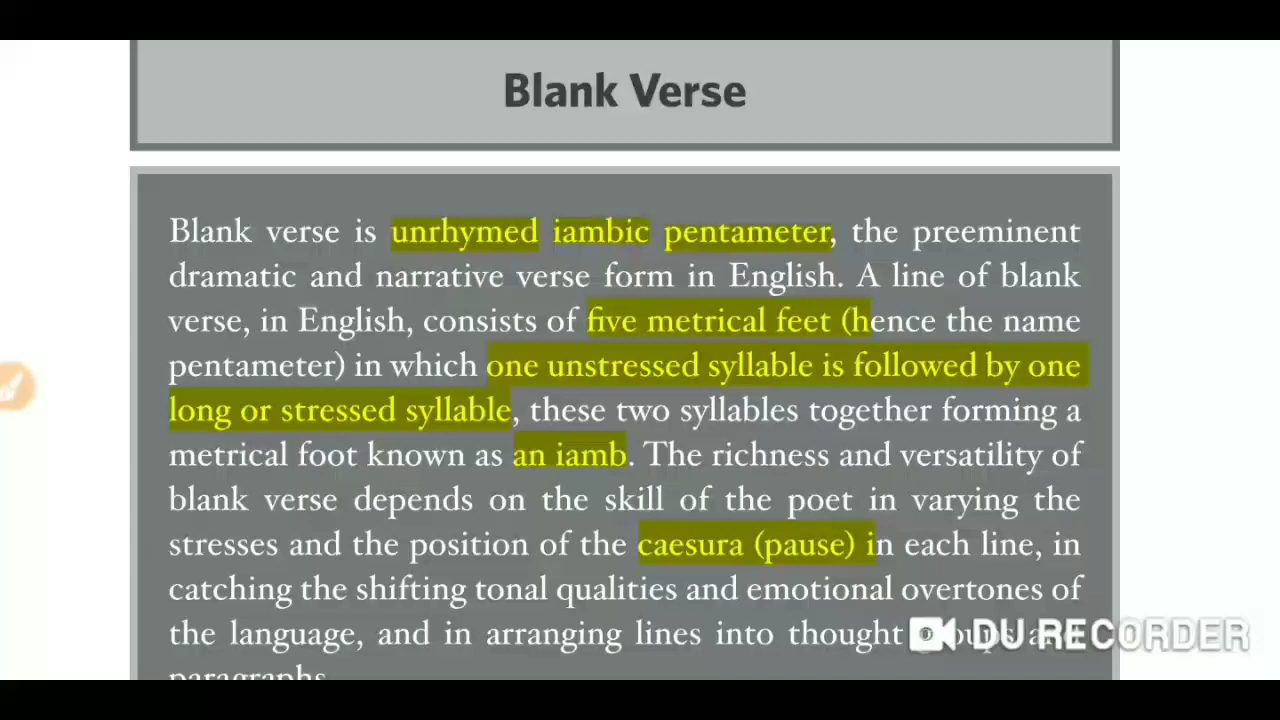 Blank Verse
Blank verse is unrhymed iambic pentameter, the preeminent
dramatic and narrative verse form in English. A line of blank
verse, in English, consists of five metrical feet (hence the name
pentameter) in which one unstressed syllable is followed by one
long or stressed syllable, these two syllables together forming a
metrical foot known as an iamb. The richness and versatility of
blank verse depends on the skill of the poet in varying the
stresses and the position of the caesura (pause) in each line, in
catching the shifting tonal qualities and emotional overtones of
the language, and in arranging lines into thought groups and
DU RECORDER
paragraphs.